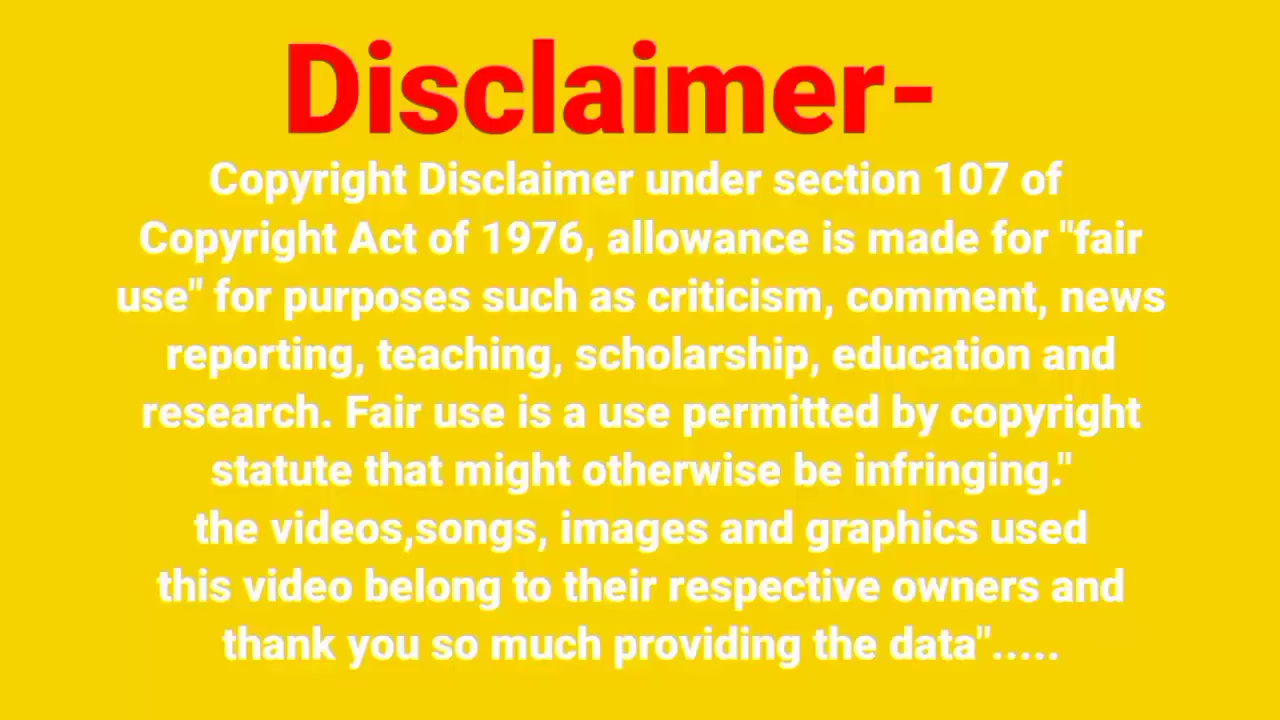 Disclaimer-
Copyright Disclaimer under section 107 of
Copyright Act of 1976, allowance is made for "fair
use" for purposes such as criticism, comment, news
reporting, teaching, scholarship, education and
research. Fair use is a use permitted by copyright
statute that might otherwise be infringing."
the videos,songs, images and graphics used
this video belong to their respective owners and
thank you so much providing the data".....